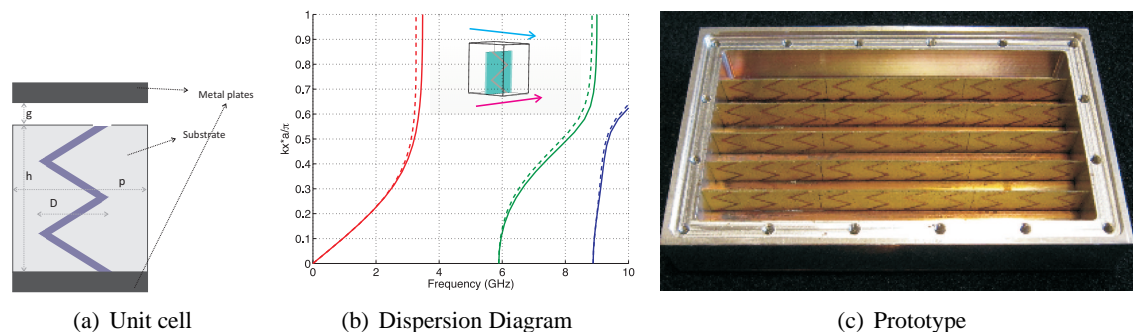 Metal plates
g
Substrate
h
p
D
(a) Unit cell
kx*a/π
1
0.9
0.8
0.7
0.6
0.5
0.4
0.3
0.2
0.1
0
0 2 4 6 8 10
Frequency (GHz)
(b) Dispersion Diagram
(c) Prototype